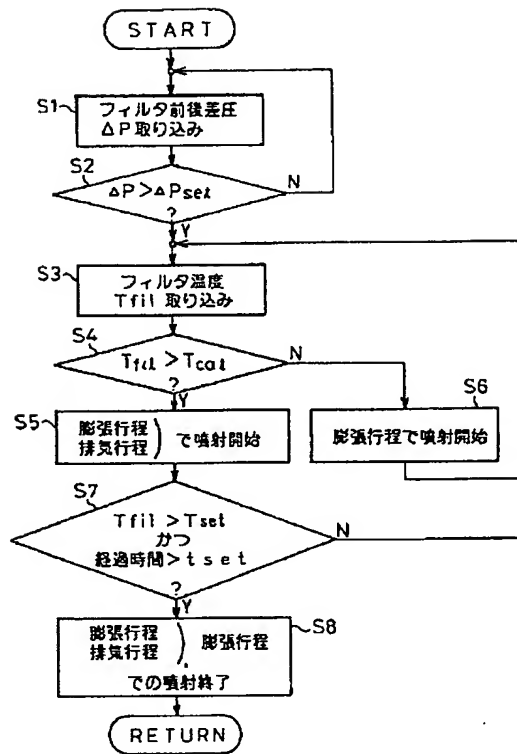 START
S1
フィルタ前後差圧
ΔP 取り込み
S2
ΔP>ΔPset
N
?
Y
S3
フィルタ温度
Tfil 取り込み
S4
Tfil>Tcat
N
?
Y
S5
膨張行程
排気行程 ) で噴射開始
S6
膨張行程で噴射開始
S7
Tfil>Tset
かつ
経過時間>tset
N
?
Y
S8
膨張行程
排気行程 ) 膨張行程
での噴射終了
RETURN